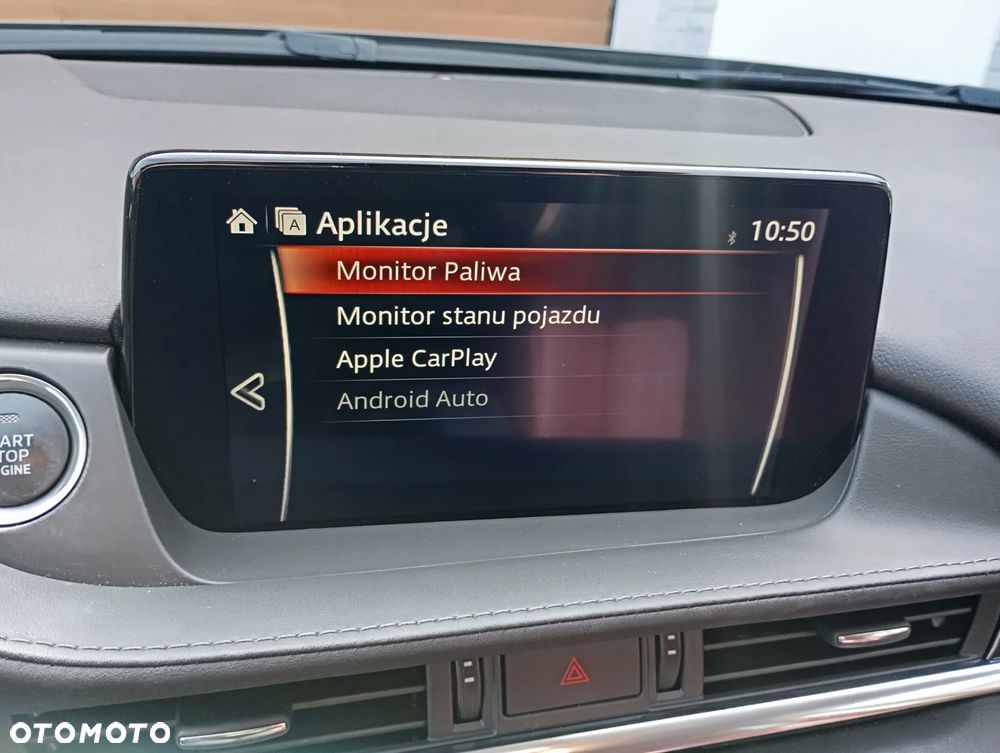 A Aplikacje 10:50
Monitor Paliwa
Monitor stanu pojazdu
Apple CarPlay
Android Auto
OTOMOTO